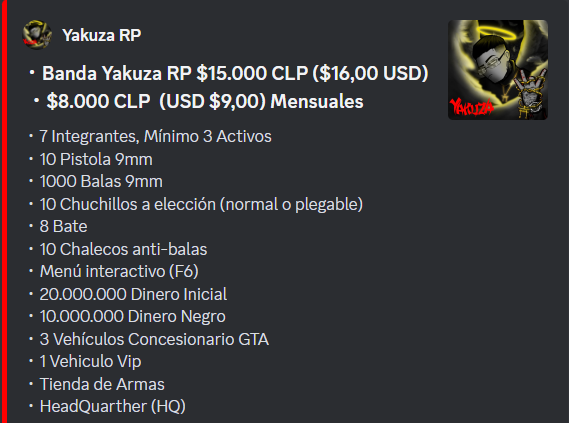 Yakuza RP
• Banda Yakuza RP $15.000 CLP ($16,00 USD)
• $8.000 CLP (USD $9,00) Mensuales
• 7 Integrantes, Mínimo 3 Activos
• 10 Pistola 9mm
• 1000 Balas 9mm
• 10 Chuchillos a elección (normal o plegable)
• 8 Bate
• 10 Chalecos anti-balas
• Menú interactivo (F6)
• 20.000.000 Dinero Inicial
• 10.000.000 Dinero Negro
• 3 Vehículos Concesionario GTA
• 1 Vehiculo Vip
• Tienda de Armas
• HeadQuarther (HQ)
YAKUZA